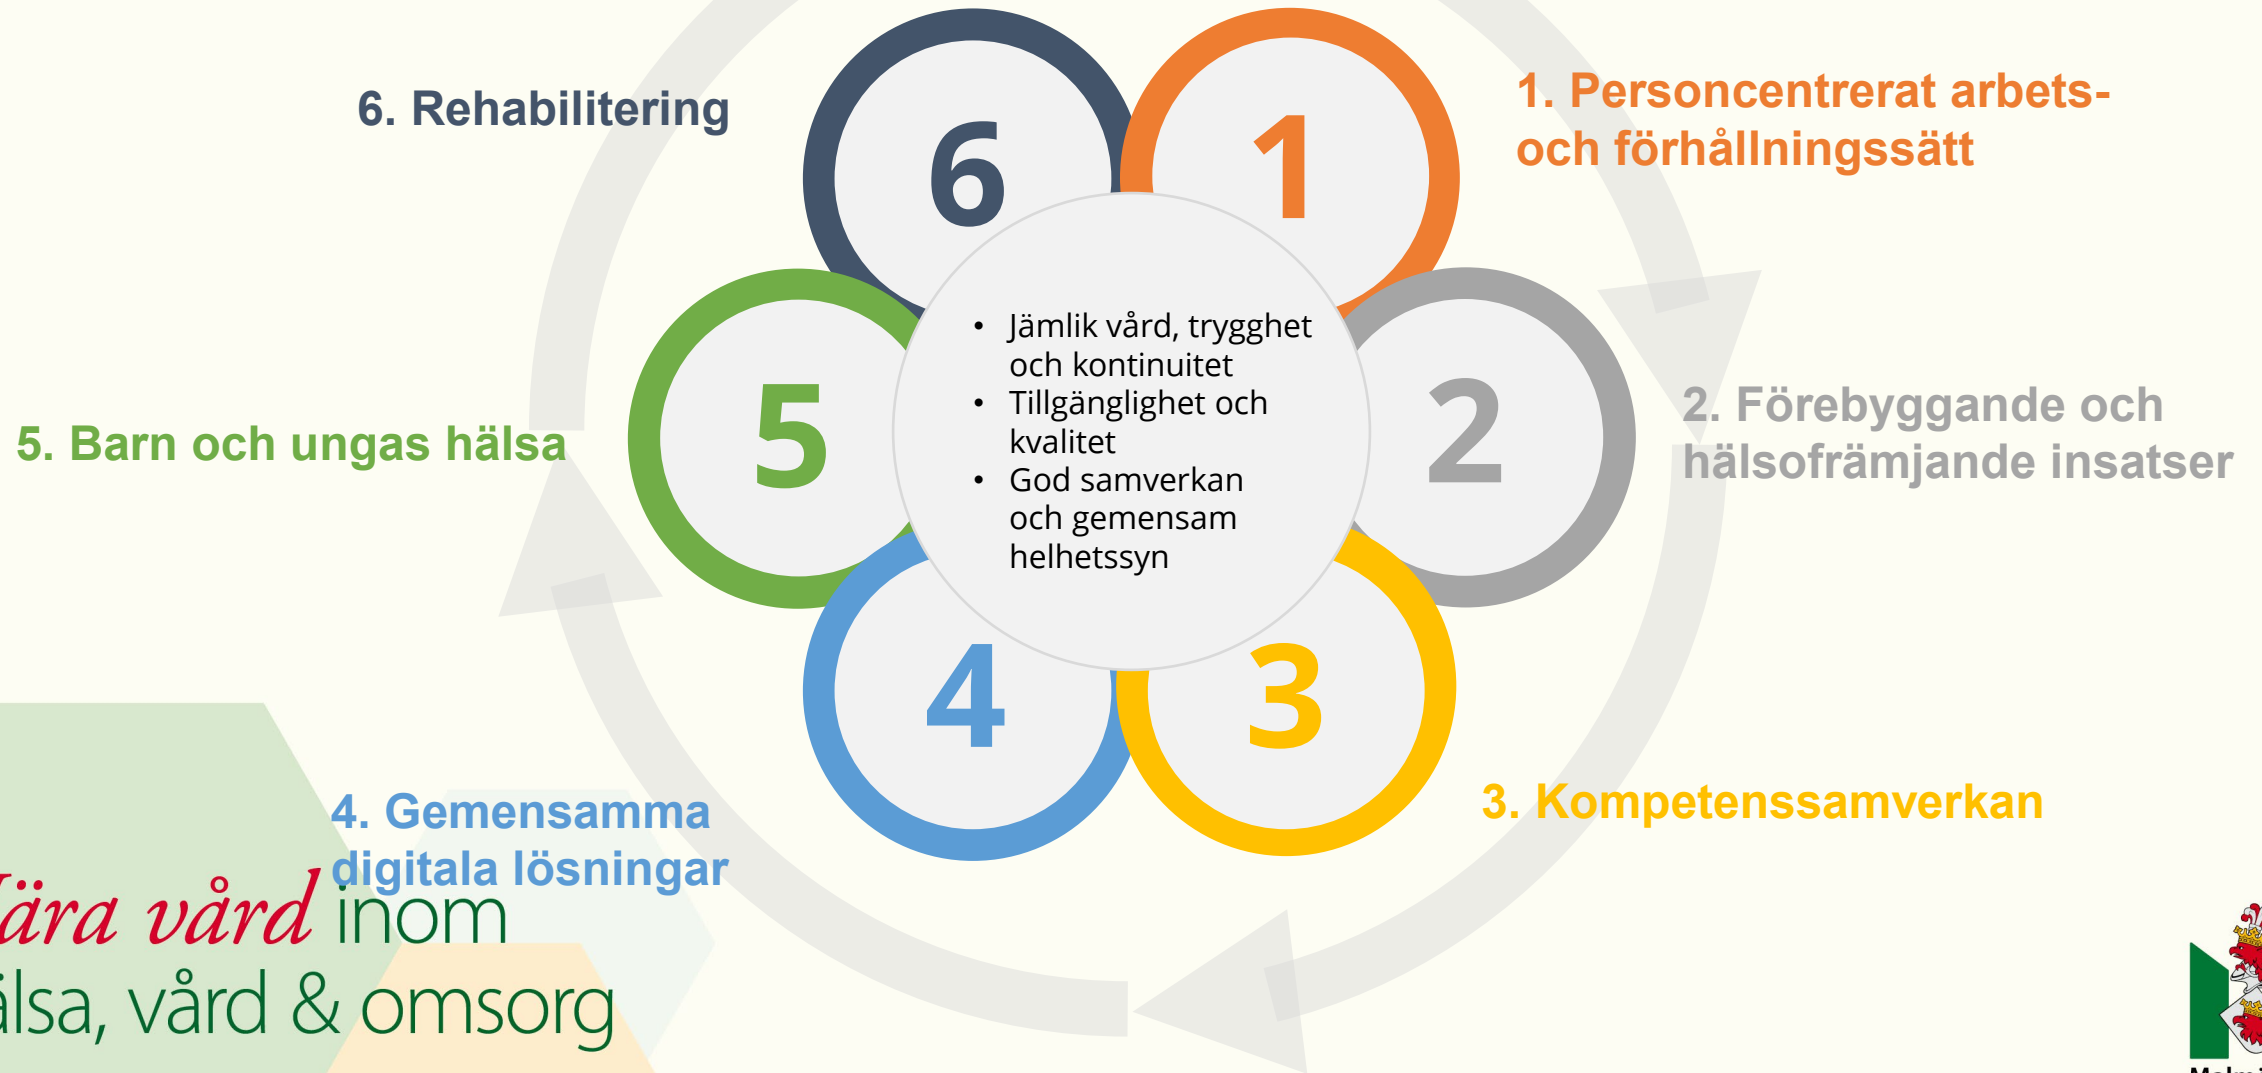 6. Rehabilitering
1. Personcentrerat arbets-
och förhållningssätt
6
1
• Jämlik vård, trygghet
och kontinuitet
• Tillgänglighet och
kvalitet
• God samverkan
och gemensam
helhetssyn
5
2
5. Barn och ungas hälsa
2. Förebyggande och
hälsofrämjande insatser
4
3
4. Gemensamma
digitala lösningar
3. Kompetenssamverkan
ära vård inom
älsa, vård & omsorg